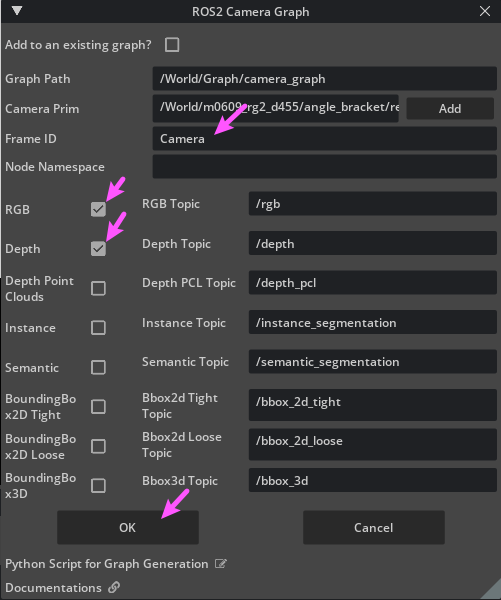 ROS2 Camera Graph
Add to an existing graph?
Graph Path /World/Graph/camera_graph
Camera Prim /World/m0609_rg2_d455/angle_bracket/re Add
Frame ID Camera
Node Namespace
RGB RGB Topic /rgb
Depth Depth Topic /depth
Depth Point
Clouds
Depth PCL Topic /depth_pcl
Instance Instance Topic /instance_segmentation
Semantic Semantic Topic /semantic_segmentation
BoundingBo
x2D Tight
Bbox2d Tight
Topic
/bbox_2d_tight
BoundingBo
x2D Loose
Bbox2d Loose
Topic
/bbox_2d_loose
BoundingBo
x3D
Bbox3d Topic /bbox_3d
OK Cancel
Python Script for Graph Generation
Documentations